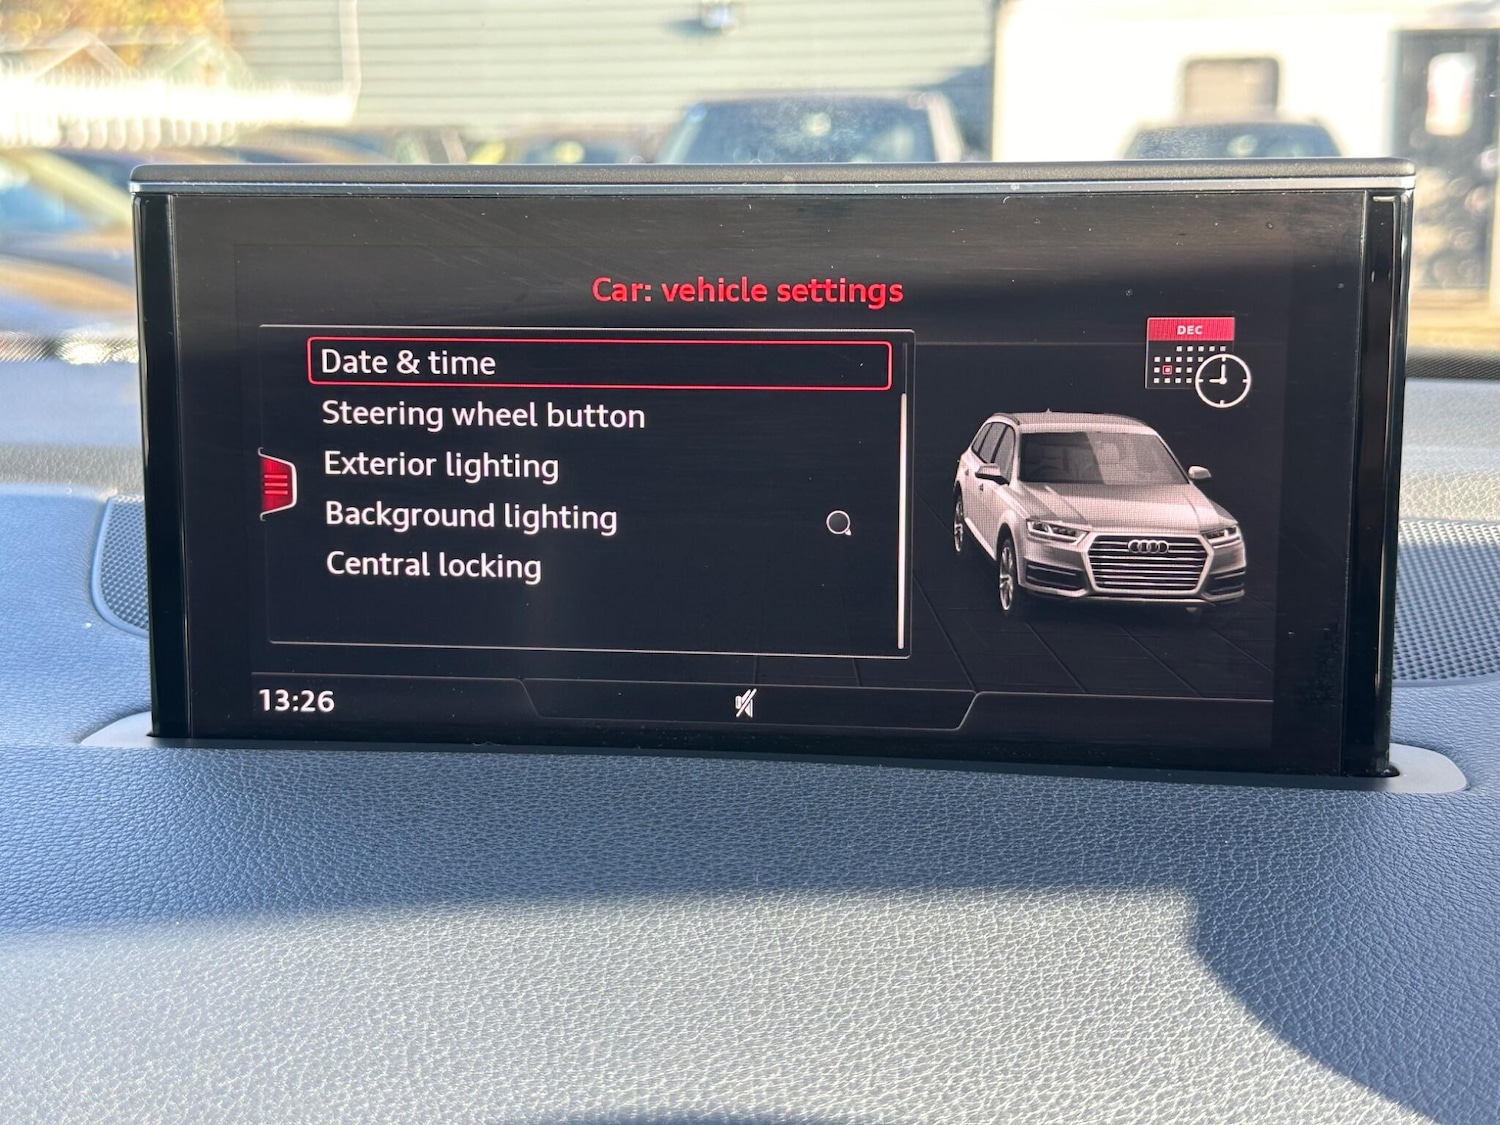 Car: vehicle settings
DEC
Date & time
Steering wheel button
Exterior lighting
Background lighting
Central locking
13:26